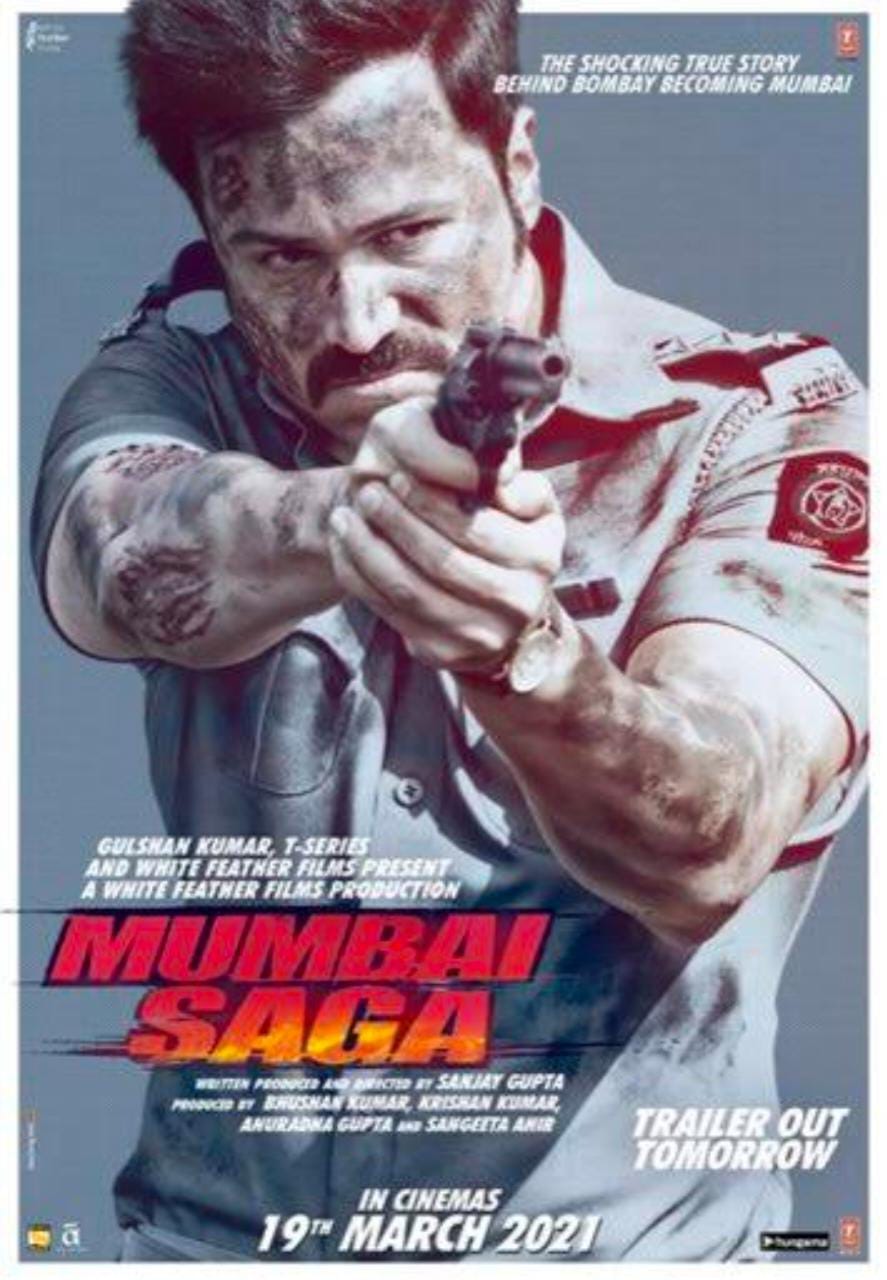 THE SHOCKING TRUE STORY
BEHIND BOMBAY BECOMING MUMBAI
GULSHAN KUMAR, T-SERIES
AND WHITE FEATHER FILMS PRESENT
A WHITE FEATHER FILMS PRODUCTION
MUMBAI
SAGA
WRITTEN PRODUCED AND DIRECTED BY SANJAY GUPTA
PRODUCED BY BHUSHAN KUMAR, KRISHAN KUMAR,
ANURADHA GUPTA AND SANGEETA AHIR
TRAILER OUT
TOMORROW
IN CINEMAS
19TH MARCH 2021
hungama